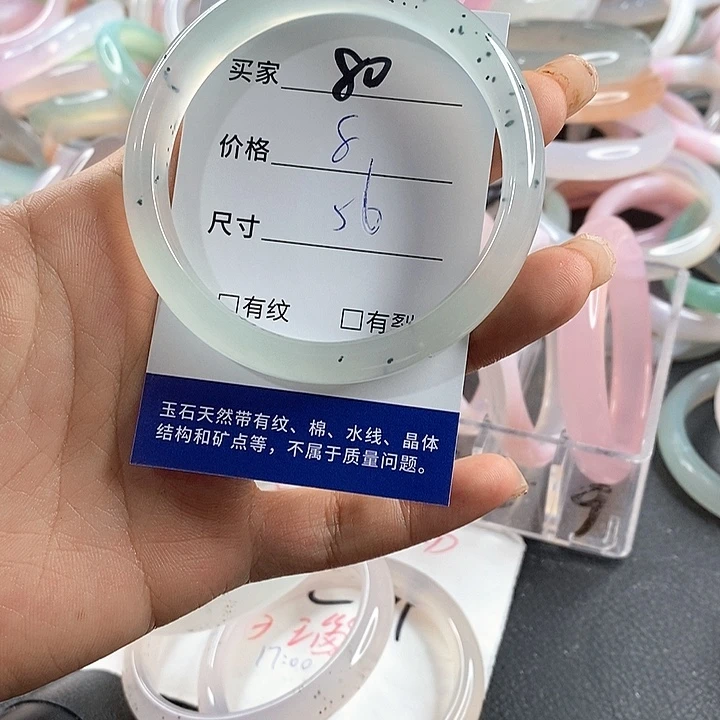 买家 80
价格 8
尺寸 56
□有纹 □有裂
玉石天然带有纹、棉、水线、晶体
结构和矿点等，不属于质量问题。
17:00